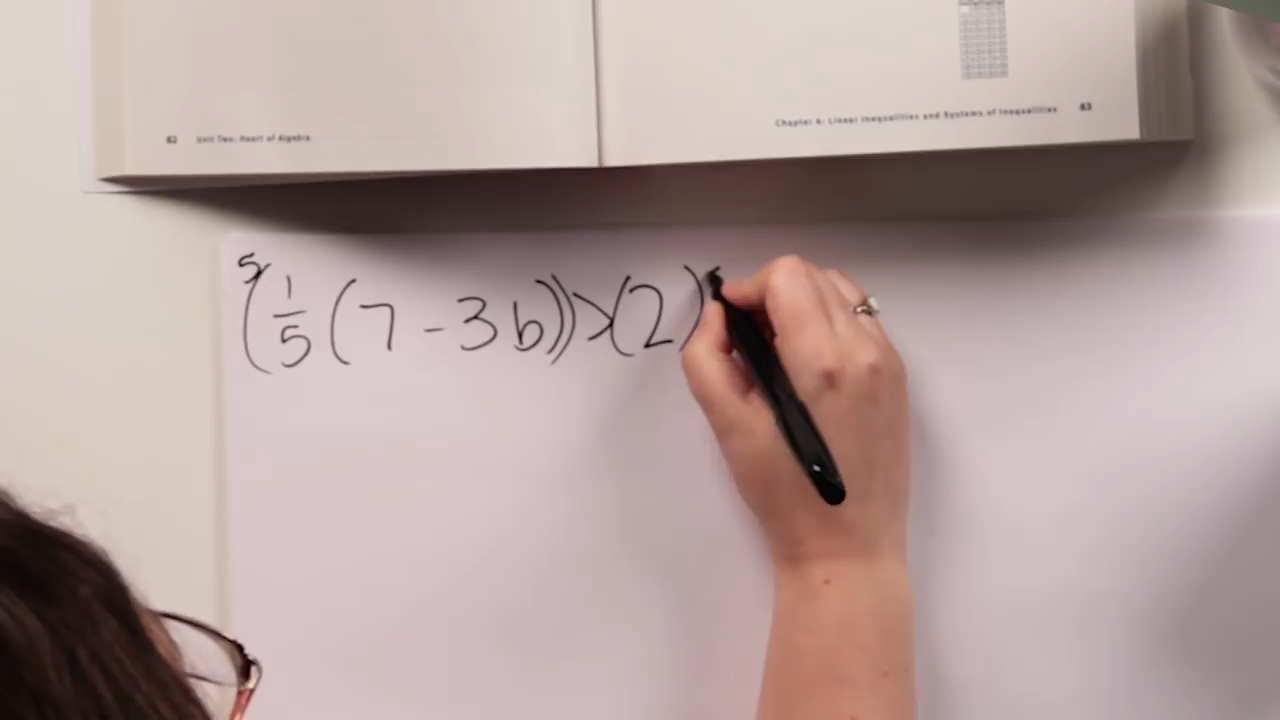 62 Unit Two: Heart of Algebra
Chapter 4: Linear Inequalities and Systems of Inequalities 63
5(1/5(7-3b))>(2)5